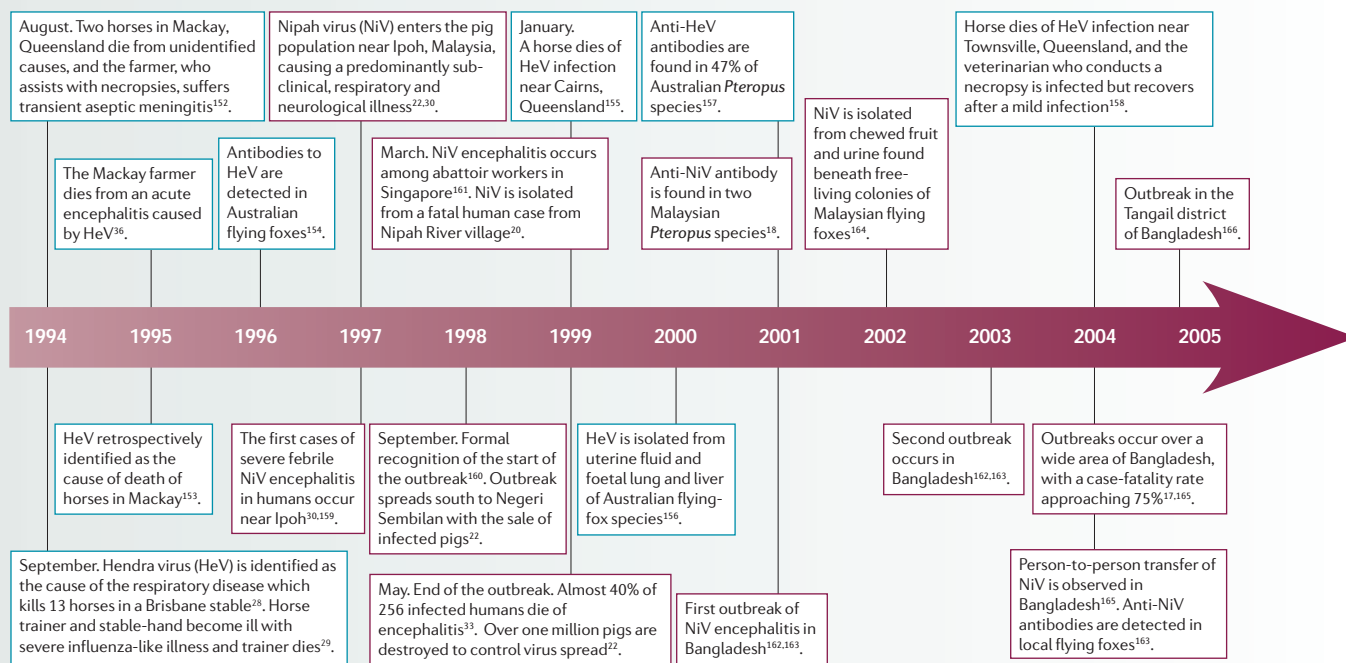 August. Two horses in Mackay,
Queensland die from unidentified
causes, and the farmer, who
assists with necropsies, suffers
transient aseptic meningitis152.
Nipah virus (NiV) enters the pig
population near Ipoh, Malaysia,
causing a predominantly sub-
clinical, respiratory and
neurological illness22,30.
January.
A horse dies of
HeV infection
near Cairns,
Queensland155.
Anti-HeV
antibodies are
found in 47% of
Australian Pteropus
species157.
Horse dies of HeV infection near
Townsville, Queensland, and the
veterinarian who conducts a
necropsy is infected but recovers
after a mild infection158.
The Mackay farmer
dies from an acute
encephalitis caused
by HeV36.
Antibodies to
HeV are
detected in
Australian
flying foxes154.
March. NiV encephalitis occurs
among abattoir workers in
Singapore161. NiV is isolated
from a fatal human case from
Nipah River village20.
Anti-NiV antibody
is found in two
Malaysian
Pteropus species18.
NiV is isolated
from chewed fruit
and urine found
beneath free-
living colonies of
Malaysian flying
foxes164.
Outbreak in the
Tangail district
of Bangladesh166.
1994 1995 1996 1997 1998 1999 2000 2001 2002 2003 2004 2005
HeV retrospectively
identified as the
cause of death of
horses in Mackay153.
The first cases of
severe febrile
NiV encephalitis
in humans occur
near Ipoh30,159.
September. Formal
recognition of the start of
the outbreak160. Outbreak
spreads south to Negeri
Sembilan with the sale of
infected pigs22.
HeV is isolated from
uterine fluid and
foetal lung and liver
of Australian flying-
fox species156.
Second outbreak
occurs in
Bangladesh162,163.
Outbreaks occur over a
wide area of Bangladesh,
with a case-fatality rate
approaching 75%17,165.
September. Hendra virus (HeV) is identified as
the cause of the respiratory disease which
kills 13 horses in a Brisbane stable28. Horse
trainer and stable-hand become ill with
severe influenza-like illness and trainer dies29.
May. End of the outbreak. Almost 40% of
256 infected humans die of
encephalitis33. Over one million pigs are
destroyed to control virus spread22.
First outbreak of
NiV encephalitis in
Bangladesh162,163.
Person-to-person transfer of
NiV is observed in
Bangladesh165. Anti-NiV
antibodies are detected in
local flying foxes163.